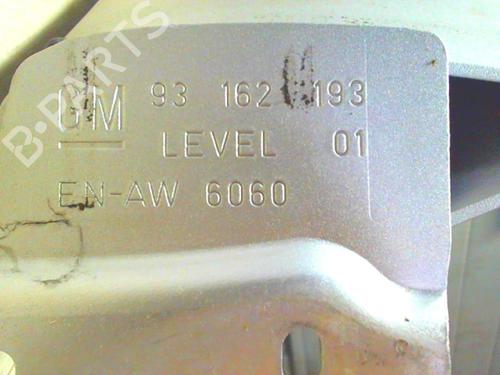 B-PARTS
GM 93 162 193
LEVEL 01
EN-AW 6060